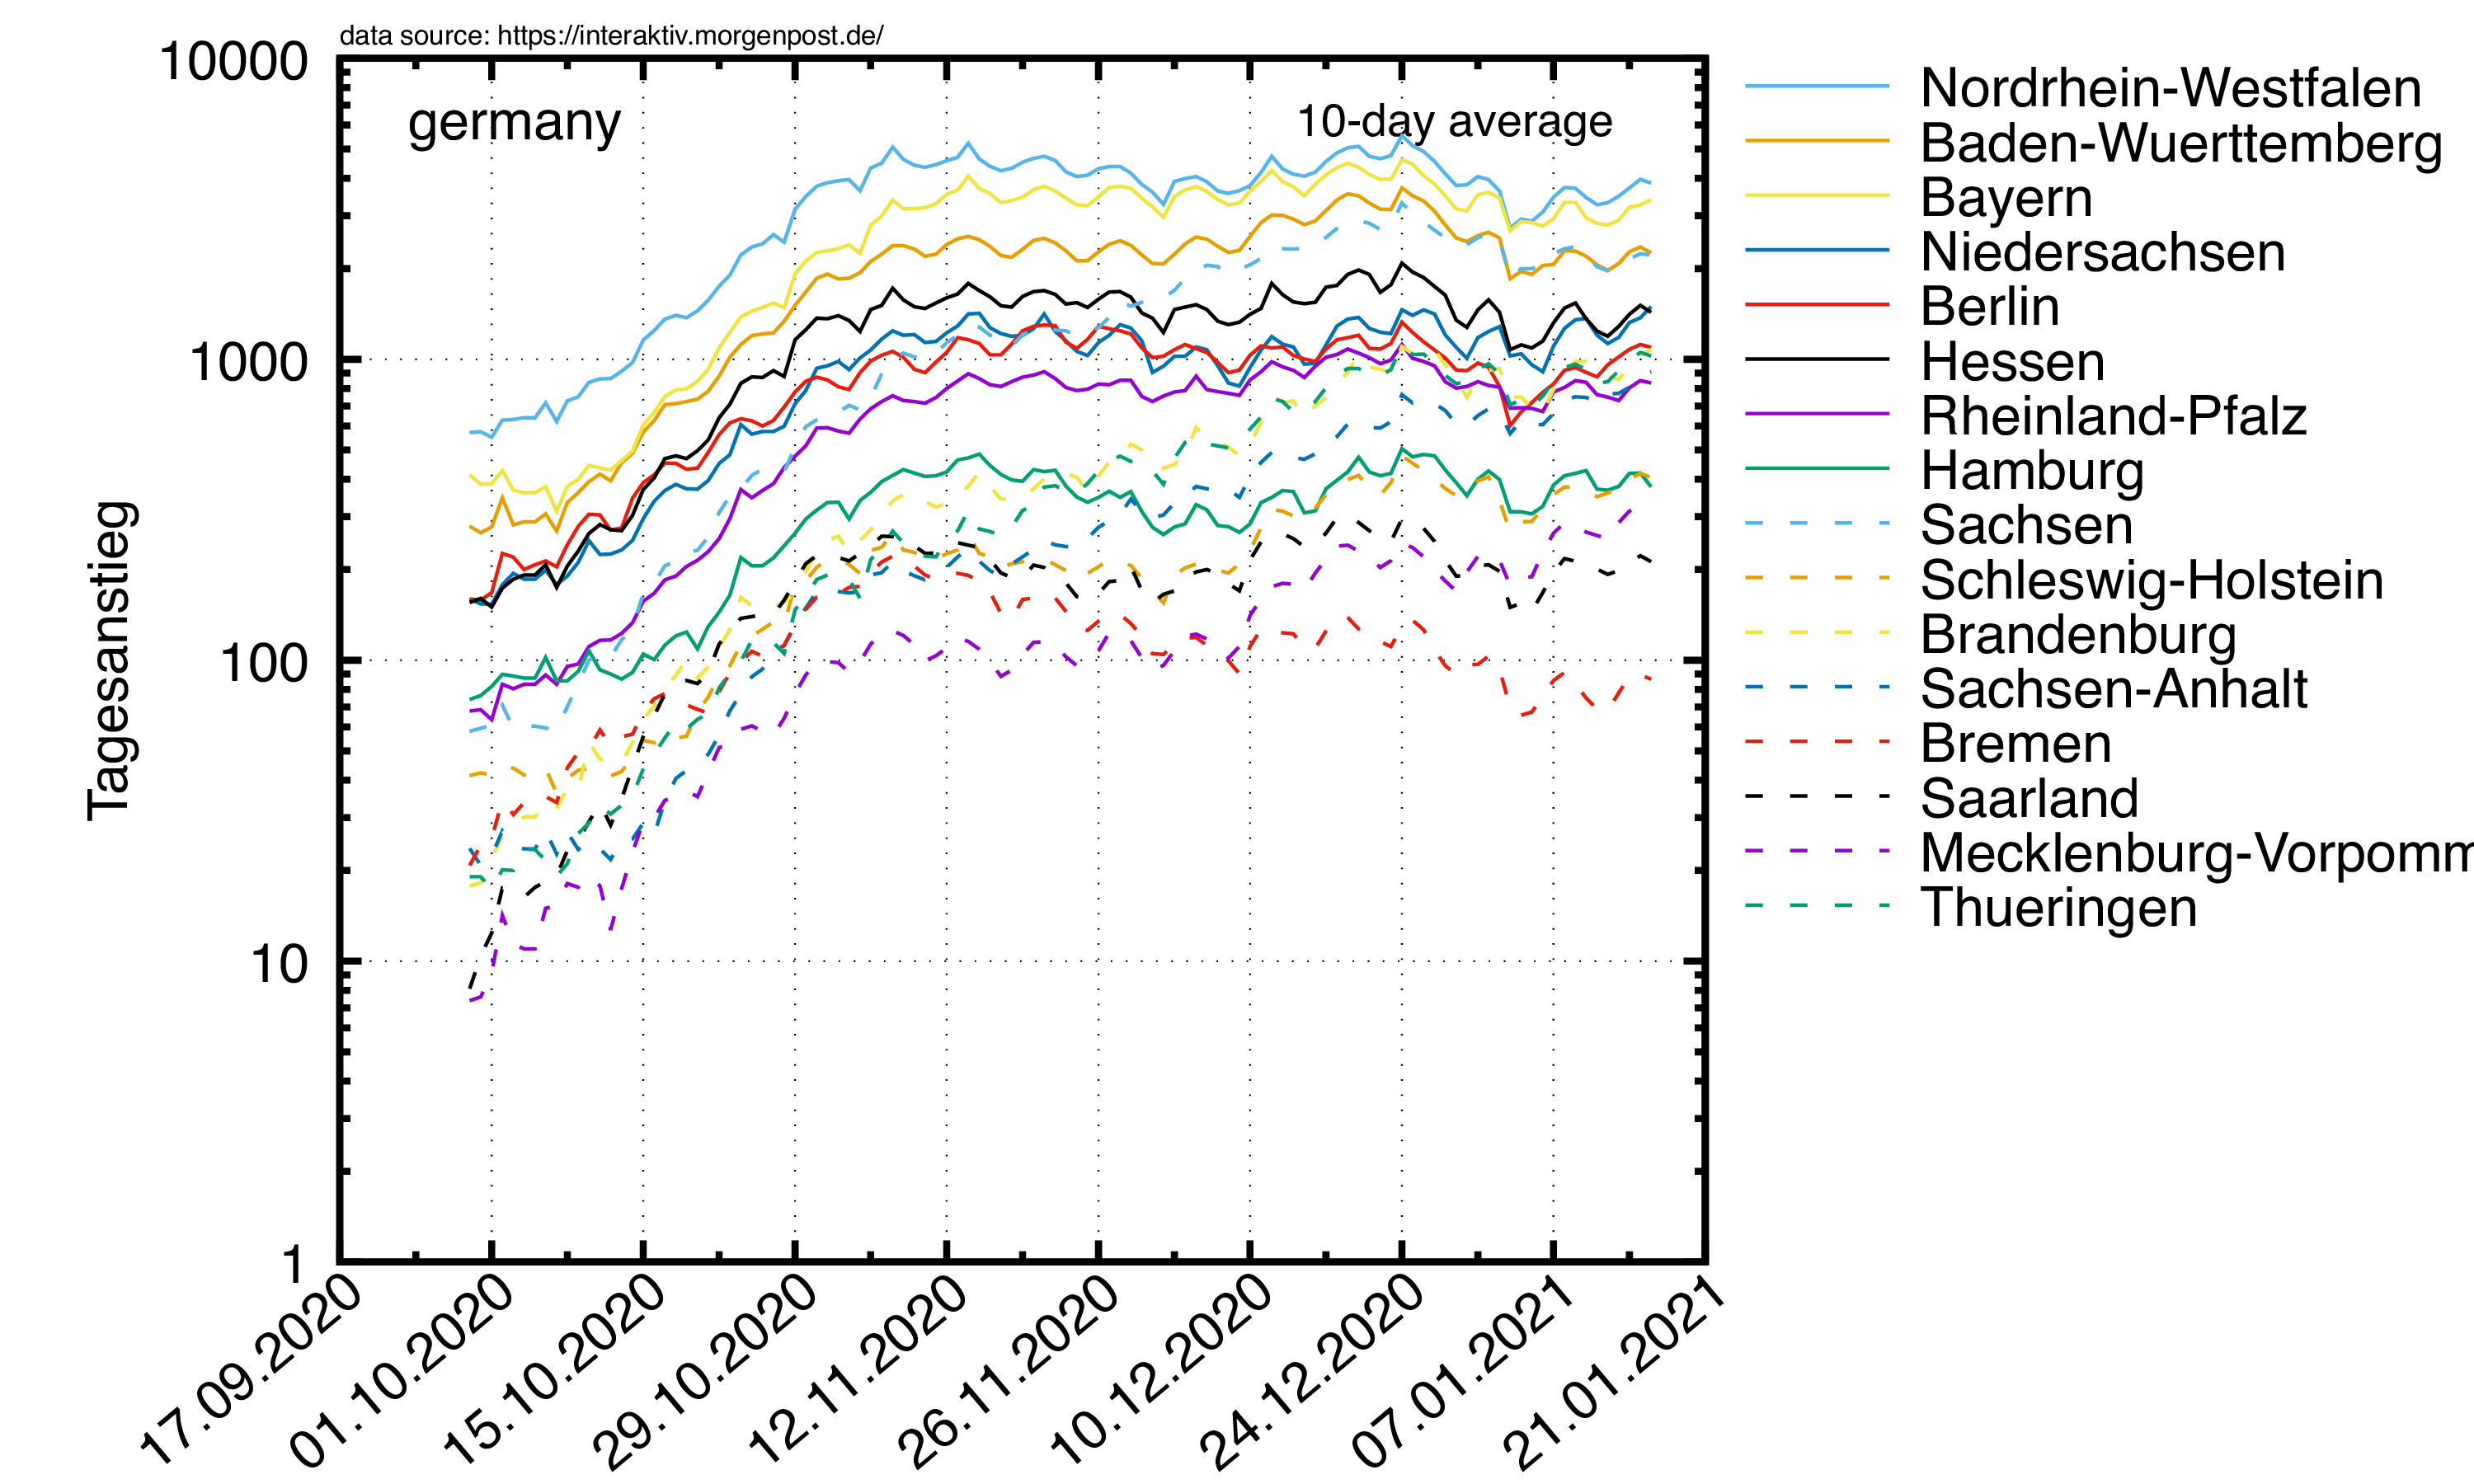 data source: https://interaktiv.morgenpost.de/
germany
10-day average
Tagesanstieg
10000
1000
100
10
1
17.09.2020
01.10.2020
15.10.2020
29.10.2020
12.11.2020
26.11.2020
10.12.2020
24.12.2020
07.01.2021
21.01.2021
Nordrhein-Westfalen
Baden-Wuerttemberg
Bayern
Niedersachsen
Berlin
Hessen
Rheinland-Pfalz
Hamburg
Sachsen
Schleswig-Holstein
Brandenburg
Sachsen-Anhalt
Bremen
Saarland
Mecklenburg-Vorpomm
Thueringen